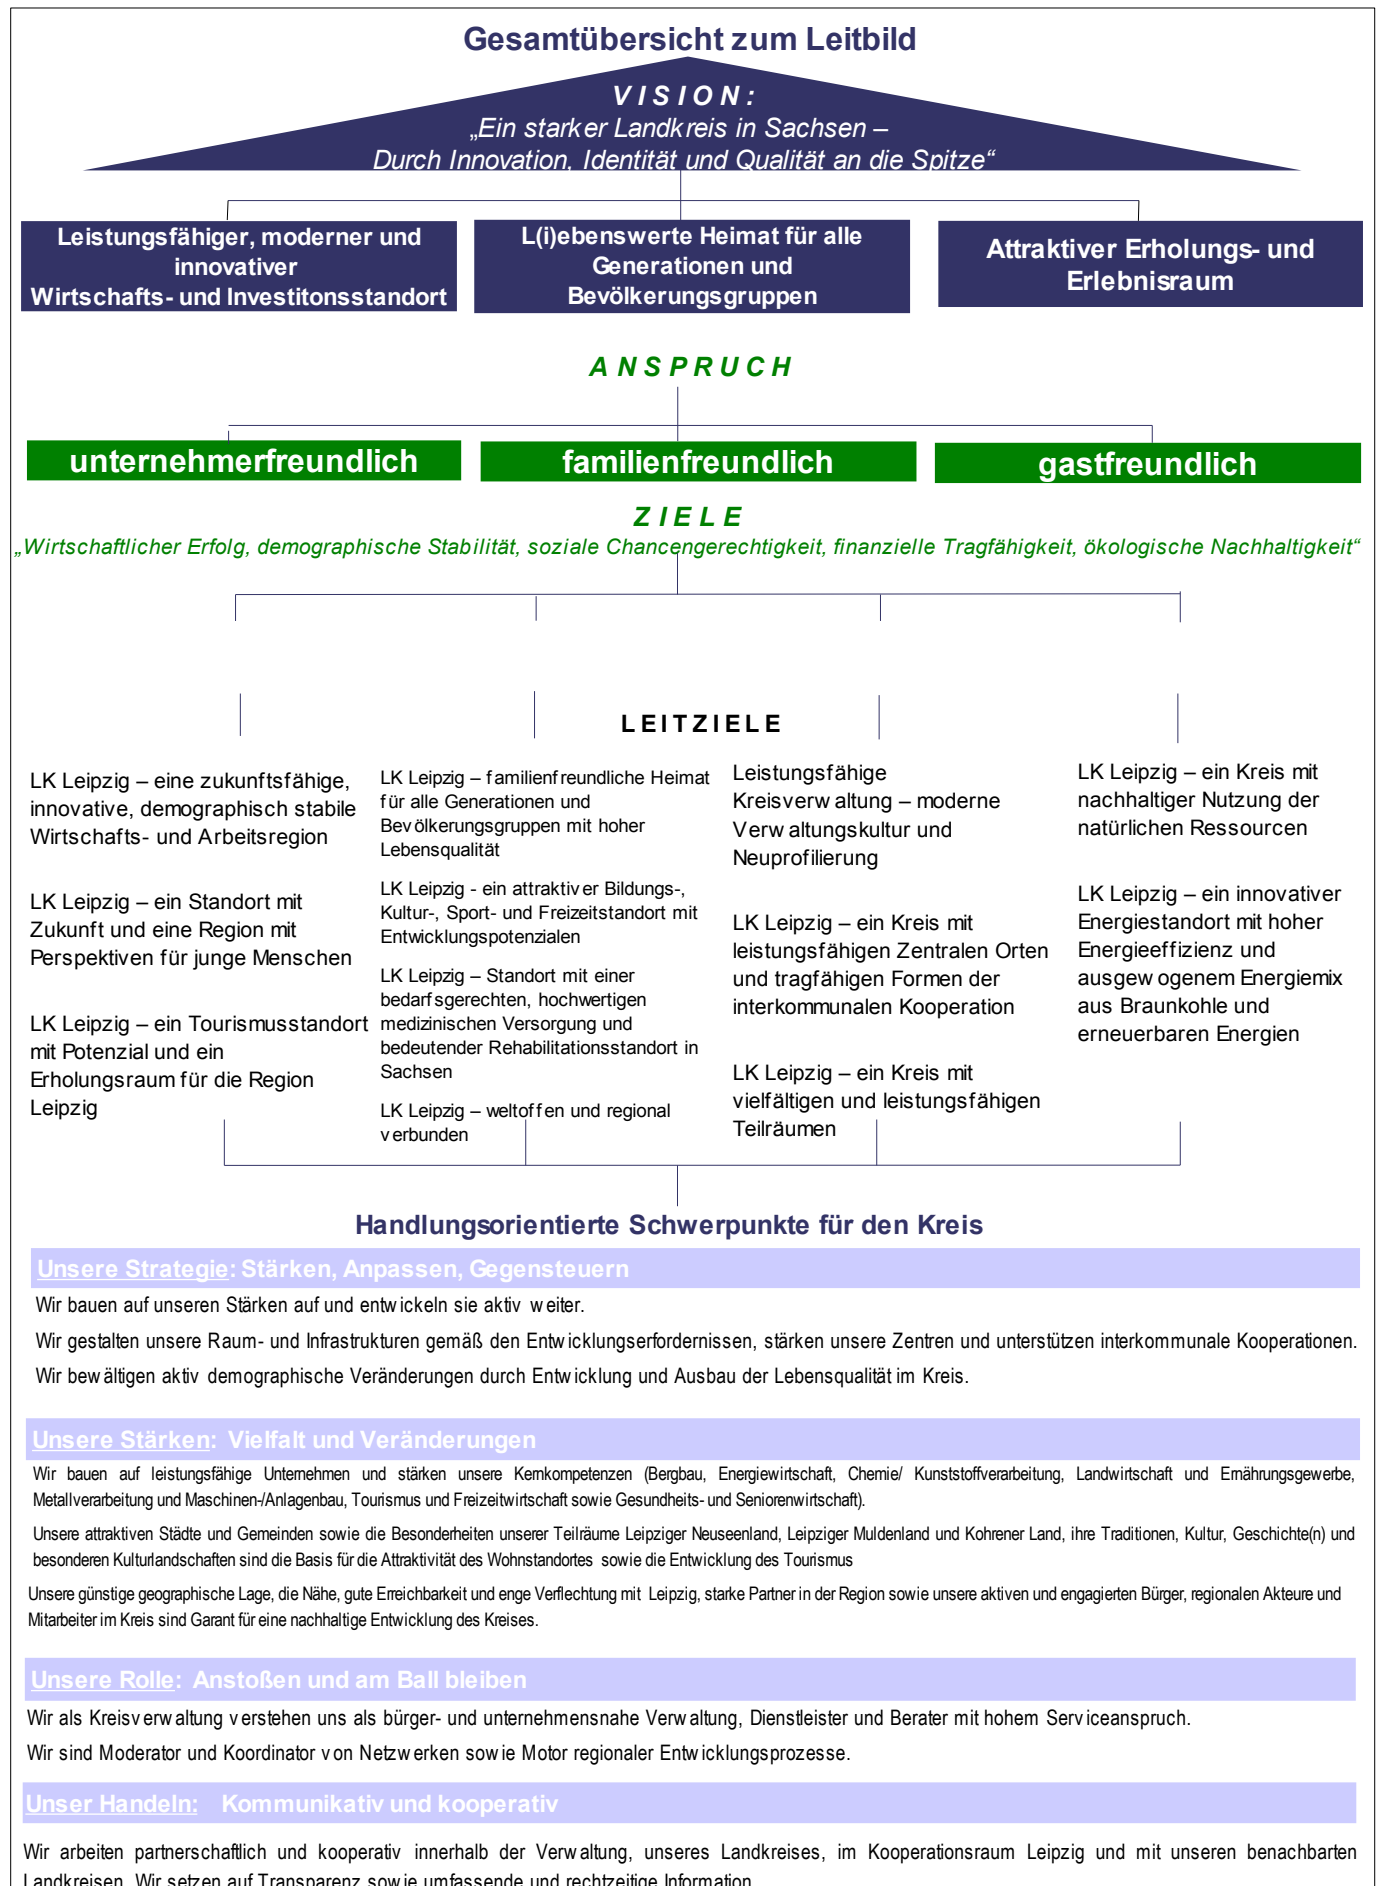 Gesamtübersicht zum Leitbild
VISION:
„Ein starker Landkreis in Sachsen –
Durch Innovation, Identität und Qualität an die Spitze“
Leistungsfähiger, moderner und
innovativer
Wirtschafts- und Investitonsstandort
L(i)ebenswerte Heimat für alle
Generationen und
Bevölkerungsgruppen
Attraktiver Erholungs- und
Erlebnisraum
ANSPRUCH
unternehmerfreundlich
familienfreundlich
gastfreundlich
ZIELE
„Wirtschaftlicher Erfolg, demographische Stabilität, soziale Chancengerechtigkeit, finanzielle Tragfähigkeit, ökologische Nachhaltigkeit“
LEITZIELE
LK Leipzig – eine zukunftsfähige,
innovative, demographisch stabile
Wirtschafts- und Arbeitsregion
LK Leipzig – ein Standort mit
Zukunft und eine Region mit
Perspektiven für junge Menschen
LK Leipzig – ein Tourismusstandort
mit Potenzial und ein
Erholungsraum für die Region
Leipzig
LK Leipzig – familienfreundliche Heimat
für alle Generationen und
Bevölkerungsgruppen mit hoher
Lebensqualität
LK Leipzig - ein attraktiver Bildungs-,
Kultur-, Sport- und Freizeitstandort mit
Entwicklungspotenzialen
LK Leipzig – Standort mit einer
bedarfsgerechten, hochwertigen
medizinischen Versorgung und
bedeutender Rehabilitationsstandort in
Sachsen
LK Leipzig – weltoffen und regional
verbunden
Leistungsfähige
Kreisverwaltung – moderne
Verwaltungskultur und
Neuprofilierung
LK Leipzig – ein Kreis mit
leistungsfähigen Zentralen Orten
und tragfähigen Formen der
interkommunalen Kooperation
LK Leipzig – ein Kreis mit
vielfältigen und leistungsfähigen
Teilräumen
LK Leipzig – ein Kreis mit
nachhaltiger Nutzung der
natürlichen Ressourcen
LK Leipzig – ein innovativer
Energiestandort mit hoher
Energieeffizienz und
ausgewogenem Energiemix
aus Braunkohle und
erneuerbaren Energien
Handlungsorientierte Schwerpunkte für den Kreis
Unsere Strategie: Stärken, Anpassen, Gegensteuern
Wir bauen auf unseren Stärken auf und entwickeln sie aktiv weiter.
Wir gestalten unsere Raum- und Infrastrukturen gemäß den Entwicklungserfordernissen, stärken unsere Zentren und unterstützen interkommunale Kooperationen.
Wir bewältigen aktiv demographische Veränderungen durch Entwicklung und Ausbau der Lebensqualität im Kreis.
Unsere Stärken: Vielfalt und Veränderungen
Wir bauen auf leistungsfähige Unternehmen und stärken unsere Kernkompetenzen (Bergbau, Energiewirtschaft, Chemie/ Kunststoffverarbeitung, Landwirtschaft und Ernährungsgewerbe,
Metallverarbeitung und Maschinen-/Anlagenbau, Tourismus und Freizeitwirtschaft sowie Gesundheits- und Seniorenwirtschaft).
Unsere attraktiven Städte und Gemeinden sowie die Besonderheiten unserer Teilräume Leipziger Neuseenland, Leipziger Muldenland und Kohrener Land, ihre Traditionen, Kultur, Geschichte(n) und
besonderen Kulturlandschaften sind die Basis für die Attraktivität des Wohnstandortes sowie die Entwicklung des Tourismus
Unsere günstige geographische Lage, die Nähe, gute Erreichbarkeit und enge Verflechtung mit Leipzig, starke Partner in der Region sowie unsere aktiven und engagierten Bürger, regionalen Akteure und
Mitarbeiter im Kreis sind Garant für eine nachhaltige Entwicklung des Kreises.
Unsere Rolle: Anstoßen und am Ball bleiben
Wir als Kreisverwaltung verstehen uns als bürger- und unternehmensnahe Verwaltung, Dienstleister und Berater mit hohem Serviceanspruch.
Wir sind Moderator und Koordinator von Netzwerken sowie Motor regionaler Entwicklungsprozesse.
Unser Handeln: Kommunikativ und kooperativ
Wir arbeiten partnerschaftlich und kooperativ innerhalb der Verwaltung, unseres Landkreises, im Kooperationsraum Leipzig und mit unseren benachbarten
Landkreisen. Wir setzen auf Transparenz sowie umfassende und rechtzeitige Information.